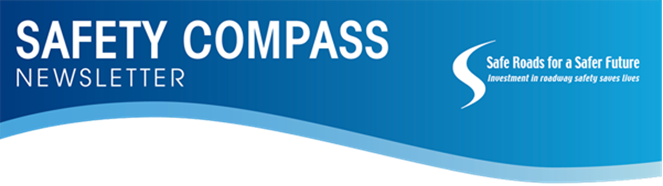 SAFETY COMPASS
NEWSLETTER
Safe Roads for a Safer Future
Investment in roadway safety saves lives